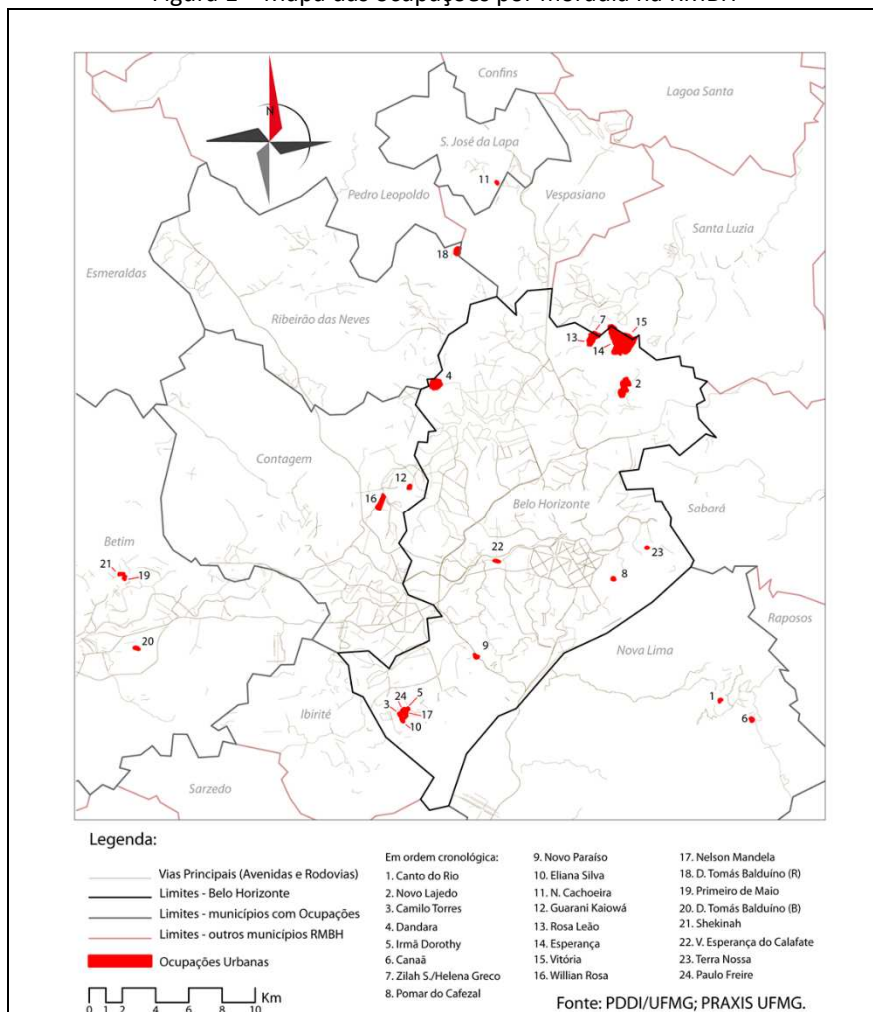 Figura 1 – Mapa das ocupações por moradia na RMBH
Confins
Lagoa Santa
N
S. José da Lapa
11
Pedro Leopoldo
Vespasiano
Santa Luzia
18
Esmeraldas
Ribeirão das Neves
7
15
13
14
4
2
Contagem
12
16
Belo Horizonte
Sabará
Betim
22
23
21
19
8
20
Raposos
9
Nova Lima
24
5
3
17
10
Ibirité
1
6
Sarzedo
Legenda:
Vias Principais (Avenidas e Rodovias)
Limites - Belo Horizonte
Limites - municípios com Ocupações
Limites - outros municípios RMBH
Ocupações Urbanas
0 1 2 4 6 8 10
Km
Em ordem cronológica:
1. Canto do Rio
2. Novo Lajedo
3. Camilo Torres
4. Dandara
5. Irmã Dorothy
6. Canaã
7. Zilah S./Helena Greco
8. Pomar do Cafezal
9. Novo Paraíso
10. Eliana Silva
11. N. Cachoeira
12. Guarani Kaiowá
13. Rosa Leão
14. Esperança
15. Vitória
16. Willian Rosa
17. Nelson Mandela
18. D. Tomás Balduíno (R)
19. Primeiro de Maio
20. D. Tomás Balduíno (B)
21. Shekinah
22. V. Esperança do Calafate
23. Terra Nossa
24. Paulo Freire
Fonte: PDDI/UFMG; PRAXIS UFMG.